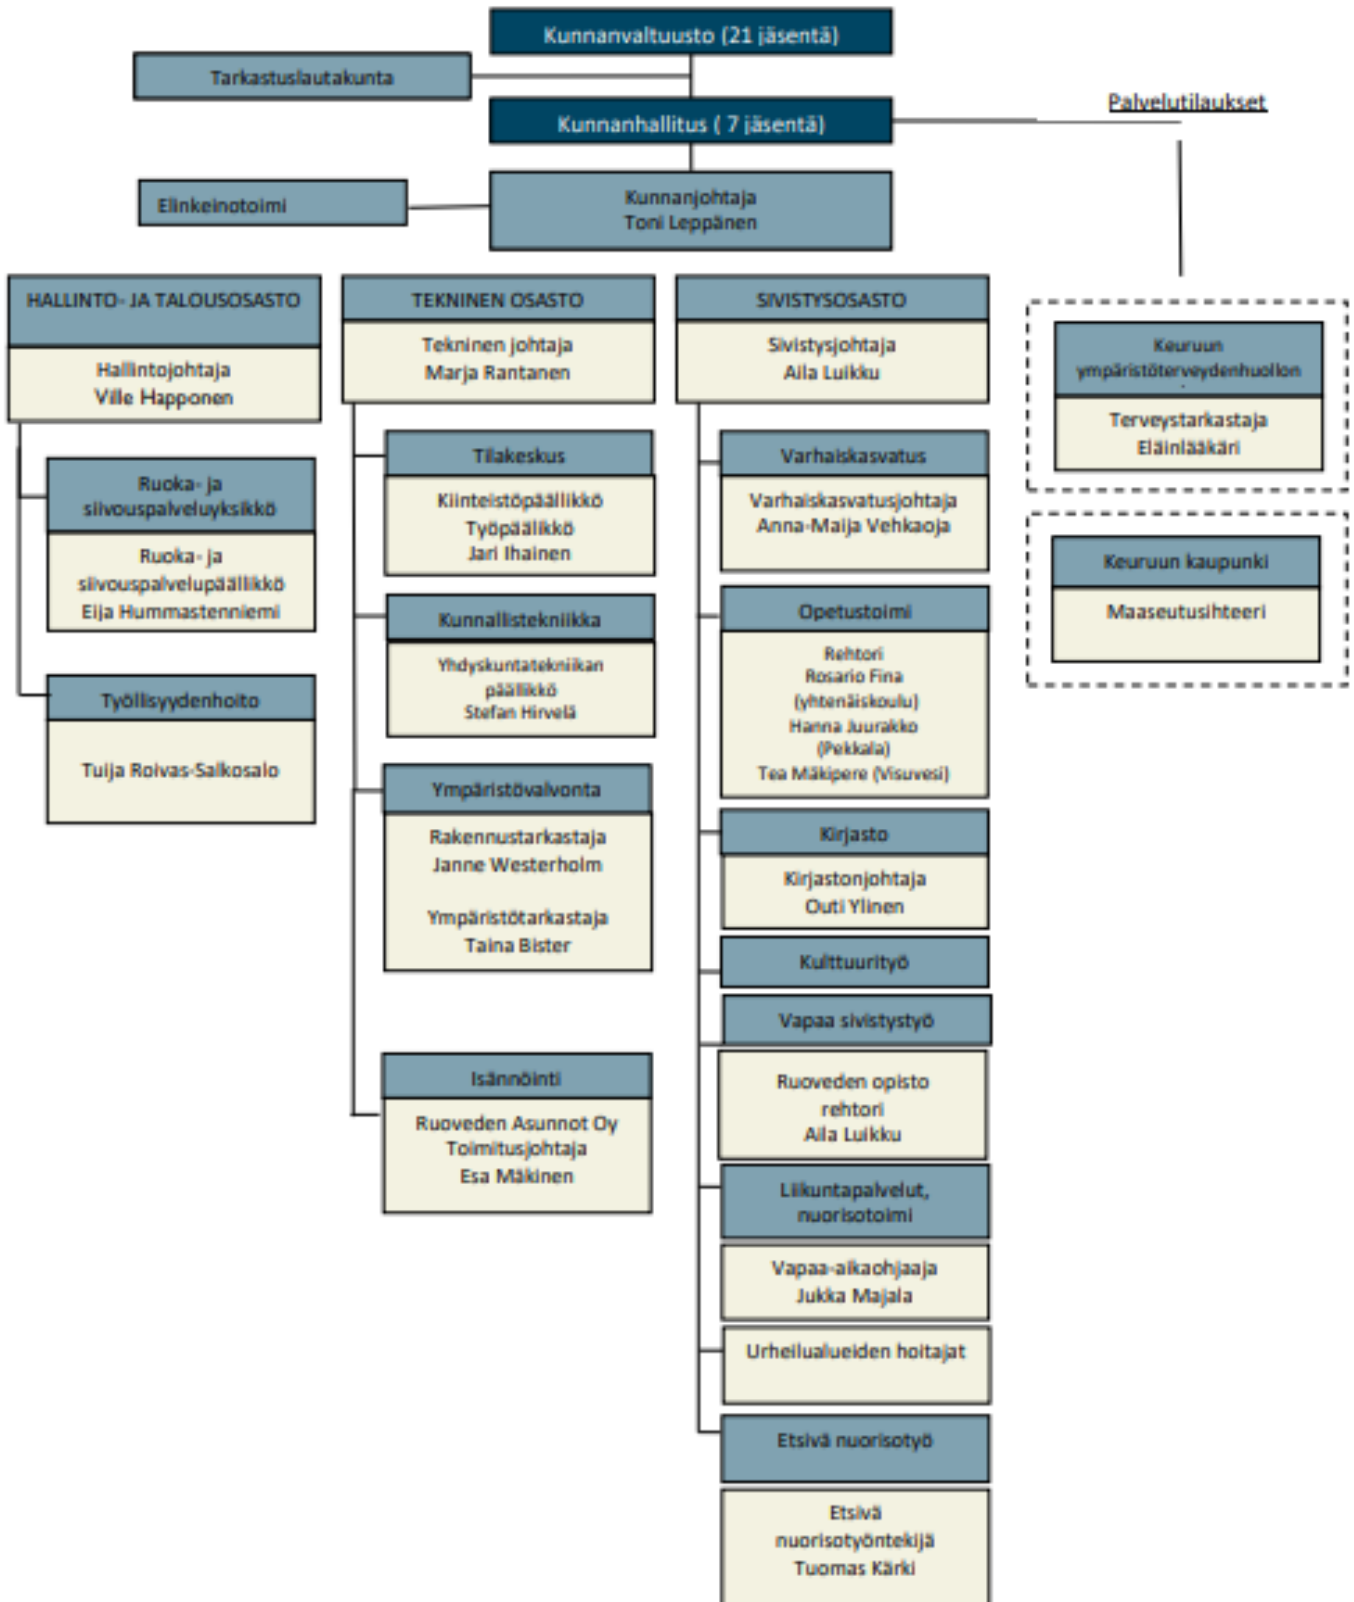 Kunnanvaltuusto (21 jäsentä)
Tarkastuslautakunta
Kunnanhallitus ( 7 jäsentä)
Palvelutilaukset
Elinkeinotoimi
Kunnanjohtaja
Toni Leppänen
HALLINTO- JA TALOUSOSASTO
Hallintojohtaja
Ville Happonen
Ruoka- ja
siivouspalveluyksikkö
Ruoka- ja
siivouspalvelupäällikkö
Eija Hummastenniemi
Työllisyydenhoito
Tuija Roivas-Salkosalo
TEKNINEN OSASTO
Tekninen johtaja
Marja Rantanen
Tilakeskus
Kiinteistöpäällikkö
Työpäälikkö
Jari Ihainen
Kunnallistekniikka
Yhdyskuntatekniikan
päällikkö
Stefan Hirvelä
Ympäristövalvonta
Rakennustarkastaja
Janne Westerholm
Ympäristötarkastaja
Taina Bister
Isännöinti
Ruoveden Asunnot Oy
Toimitusjohtaja
Esa Mäkinen
SIVISTYSOSASTO
Sivistysjohtaja
Aila Luikku
Varhaiskasvatus
Varhaiskasvatusjohtaja
Anna-Maija Vehkaoja
Opetustoimi
Rehtori
Rosario Fina
(yhtenäiskoulu)
Hanna Juurakko
(Pekkala)
Tea Mäkipere (Visuvesi)
Kirjasto
Kirjastonjohtaja
Outi Ylinen
Kulttuurityö
Vapaa sivistystyö
Ruoveden opisto
rehtori
Aila Luikku
Liikuntapalvelut,
nuorisotoimi
Vapaa-aikaohjaaja
Jukka Majala
Urheilualueiden hoitajat
Etsivä nuorisotyö
Etsivä
nuorisotyöntekijä
Tuomas Kärki
Keuruun
ympäristöterveydenhuollon
Terveystarkastaja
Eläinlääkäri
Keuruun kaupunki
Maaseutusihteeri